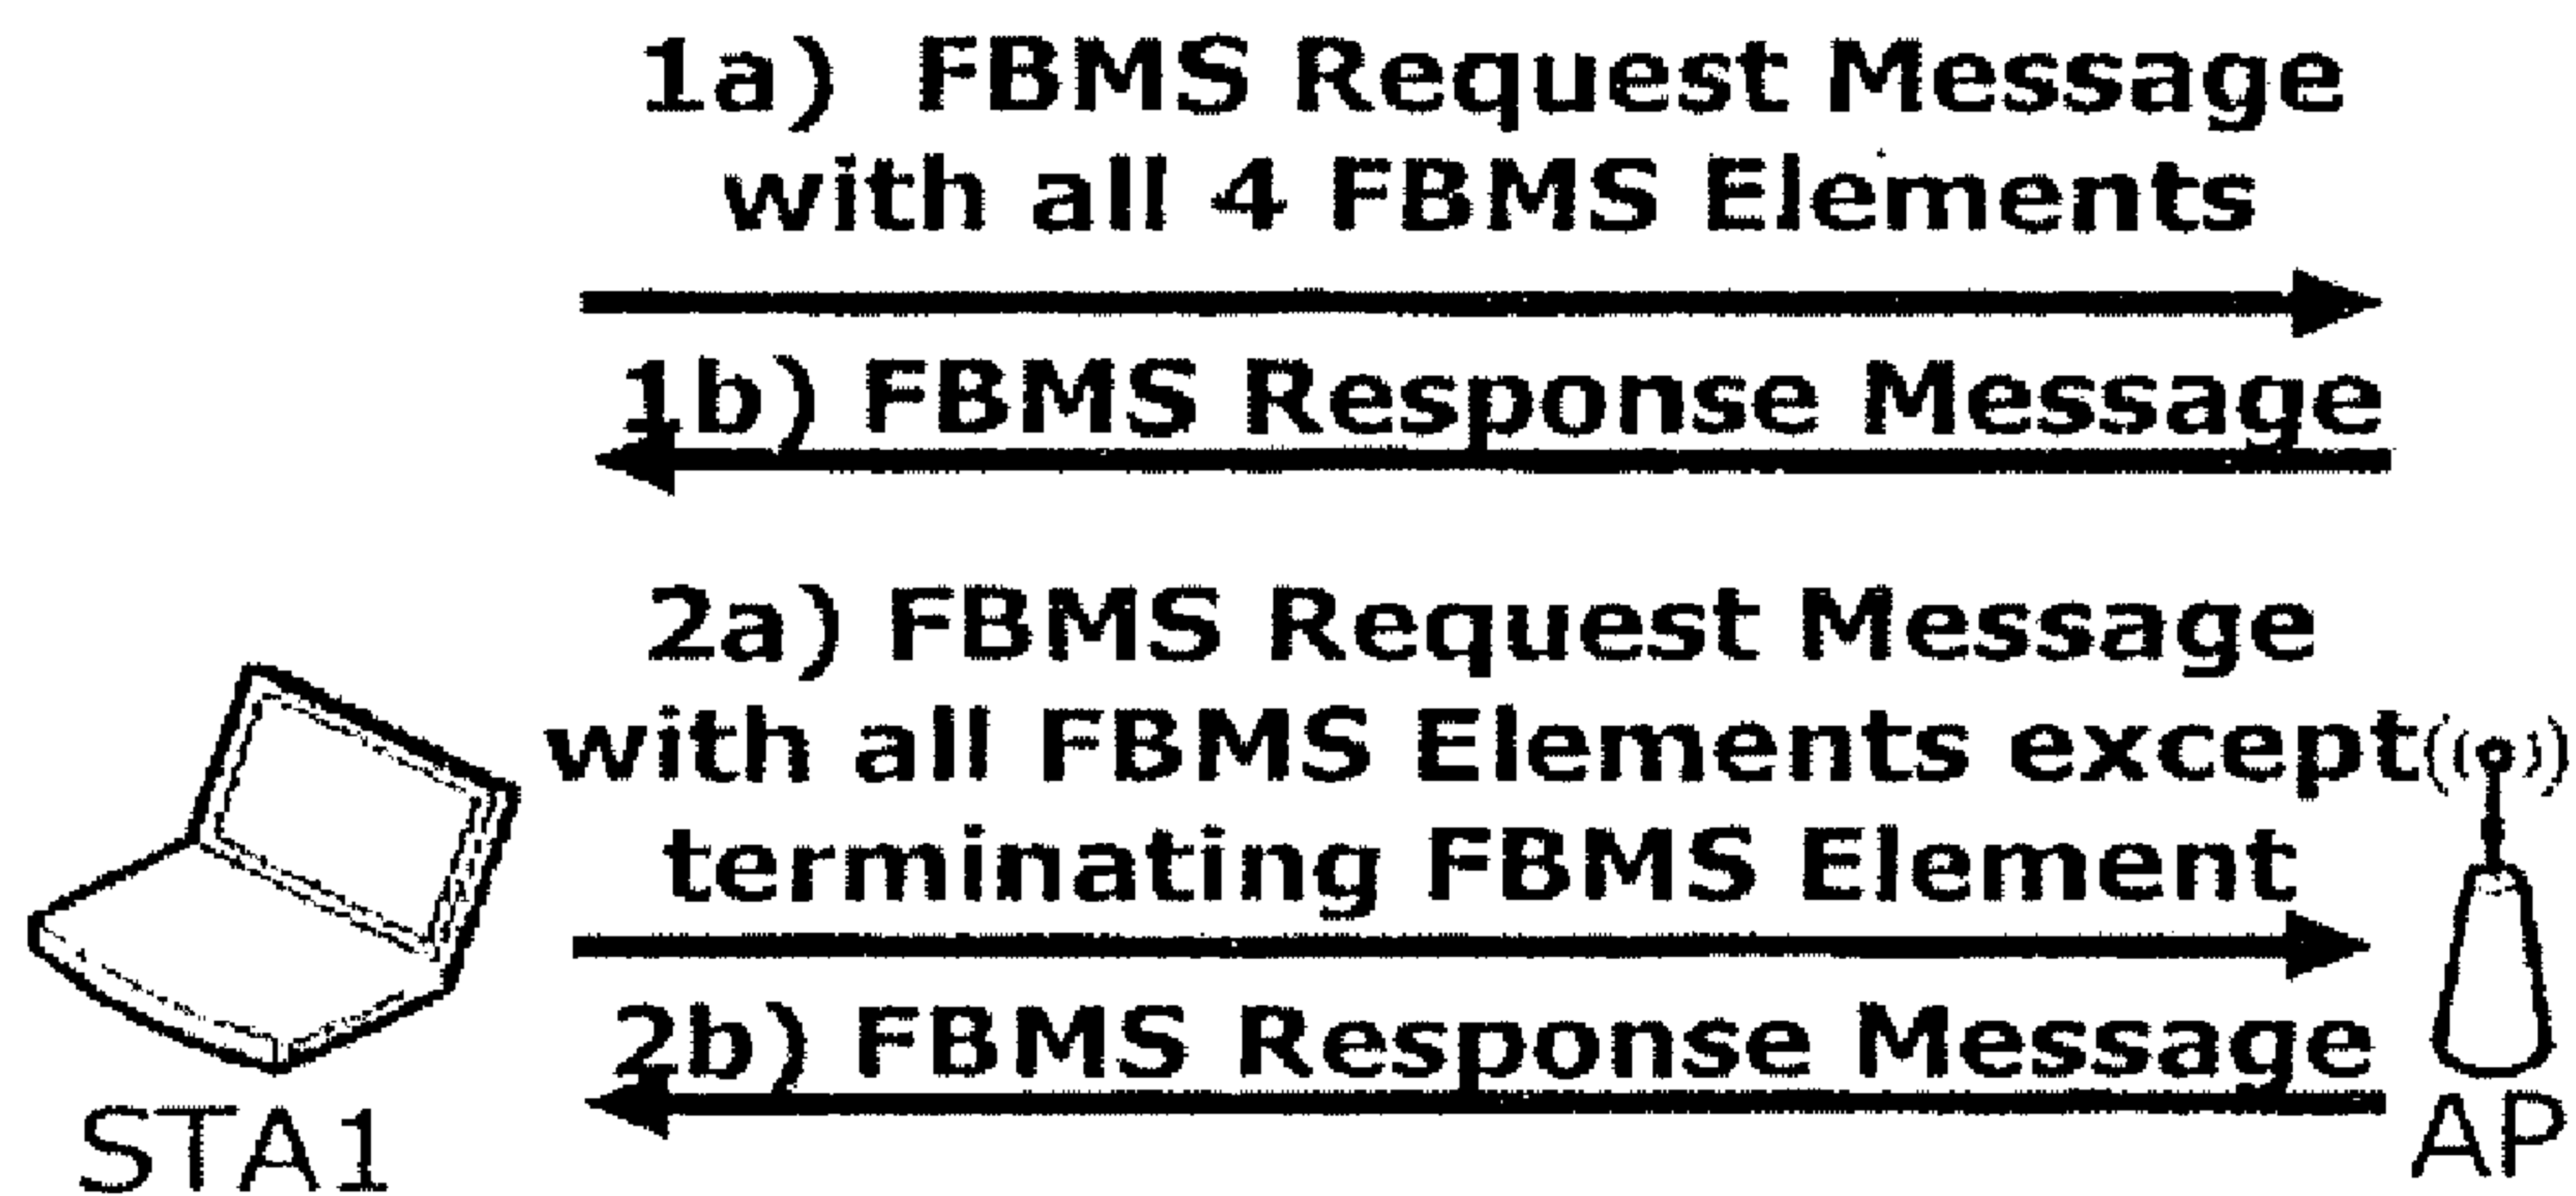 1a) FBMS Request Message
with all 4 FBMS Elements
1b) FBMS Response Message
2a) FBMS Request Message
with all FBMS Elements except
terminating FBMS Element
2b) FBMS Response Message
STA1
AP